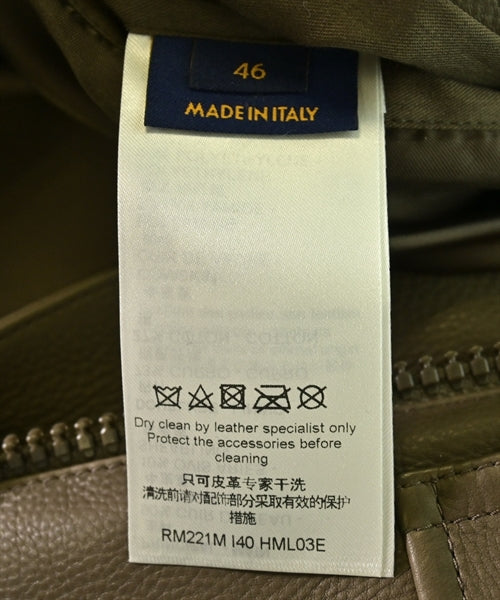 46
MADE IN ITALY
Dry clean by leather specialist only
Protect the accessories before
cleaning
只可皮革专家干洗
清洗前请对配饰部分采取有效的保护
措施
RM221M I40 HML03E